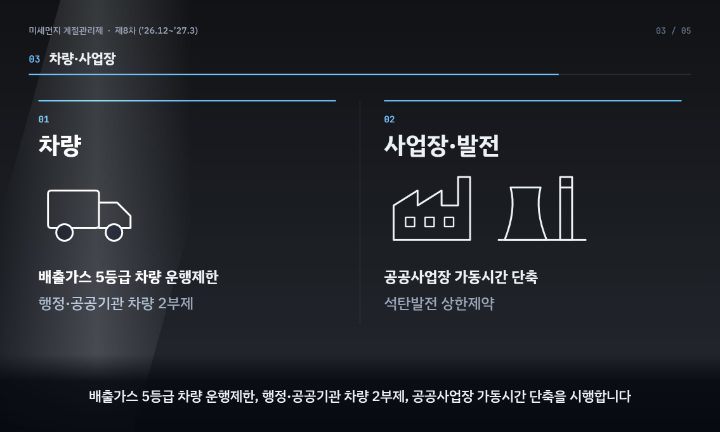 미세먼지 계절관리제 · 제8차 ('26.12~'27.3)
03 / 05
03 차량·사업장
01
차량
배출가스 5등급 차량 운행제한
행정·공공기관 차량 2부제
02
사업장·발전
공공사업장 가동시간 단축
석탄발전 상한제약
배출가스 5등급 차량 운행제한, 행정·공공기관 차량 2부제, 공공사업장 가동시간 단축을 시행합니다